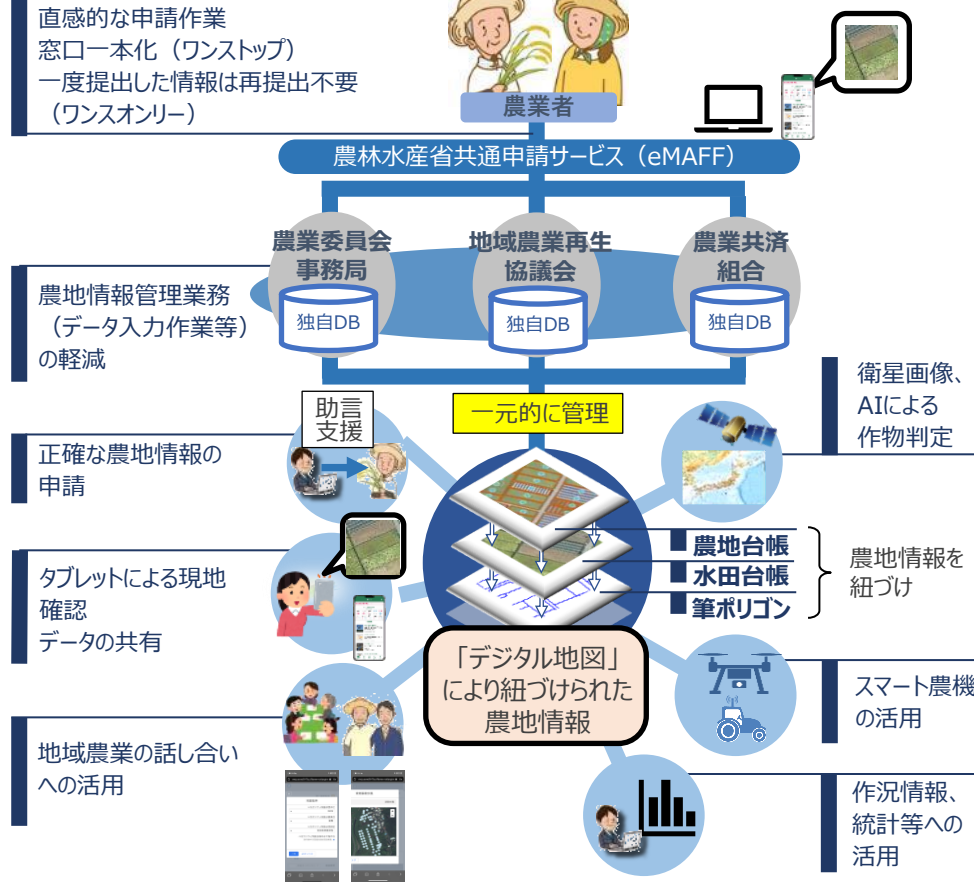 直感的な申請作業
窓口一本化（ワンストップ）
一度提出した情報は再提出不要
（ワンスオンリー）
農業者
農林水産省共通申請サービス（eMAFF）
農業委員会
事務局
独自DB
地域農業再生
協議会
独自DB
農業共済
組合
独自DB
農地情報管理業務
（データ入力作業等）
の軽減
一元的に管理
助言
支援
衛星画像、
AIによる
作物判定
正確な農地情報の
申請
農地台帳
水田台帳
筆ポリゴン
農地情報を
紐づけ
タブレットによる現地
確認
データの共有
「デジタル地図」
により紐づけられた
農地情報
スマート農機
の活用
地域農業の話し合い
への活用
作況情報、
統計等への
活用